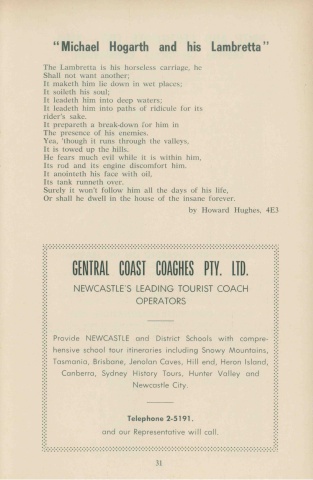 "Michael Hogarth and his Lambretta"
The Lambretta is his horseless carriage, he
Shall not want another;
It maketh him lie down in wet places;
It soileth his soul;
It leadeth him into deep waters;
It leadeth him into paths of ridicule for its
rider's sake.
It prepareth a break-down for him in
The presence of his enemies.
Yea, 'though it runs through the valleys,
It is towed up the hills.
He fears much evil while it is within him,
Its rod and its engine discomfort him.
It anointeth his face with oil,
Its tank runneth over.
Surely it won't follow him all the days of his life,
Or shall he dwell in the house of the insane forever.
by Howard Hughes, 4E3
CENTRAL COAST COACHES PTY. LTD.
NEWCASTLE'S LEADING TOURIST COACH
OPERATORS
Provide NEWCASTLE and District Schools with compre-
hensive school tour itineraries including Snowy Mountains,
Tasmania, Brisbane, Jenolan Caves, Hill end, Heron Island,
Canberra, Sydney History Tours, Hunter Valley and
Newcastle City.
Telephone 2-5191.
and our Representative will call.
31